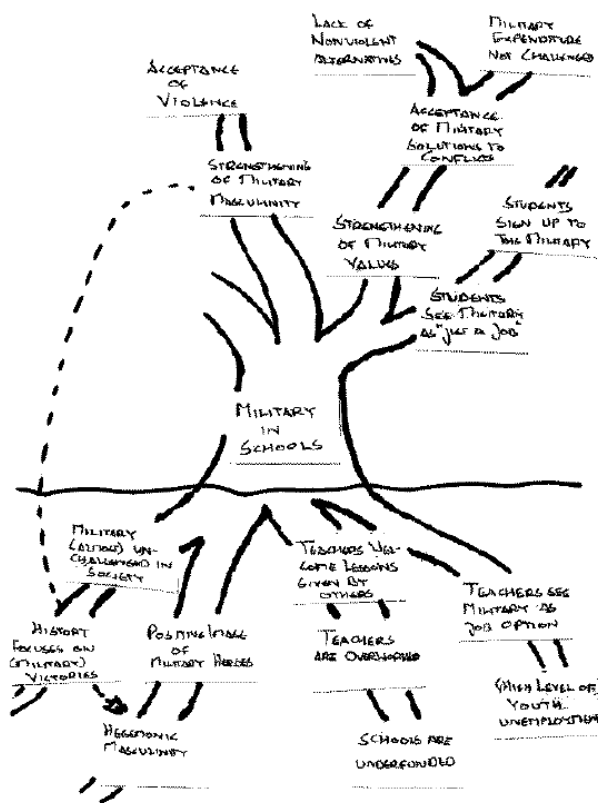 LACK OF
NONVIOLENT
ALTERNATIVES
MILITARY
EXPENDITURE
NOT CHALLENGED
ACCEPTANCE
OF
VIOLENCE
ACCEPTANCE
OF MILITARY
SOLUTIONS TO
CONFLICTS
STRENGTHENING
OF MILITARY
MASCULINITY
STUDENTS
SIGN UP TO
THE MILITARY
STRENGTHENING
OF MILITARY
VALUES
STUDENTS
SEE MILITARY
AS "JUST A JOB"
MILITARY
IN
SCHOOLS
MILITARY
(ALMOST) UN-
CHALLENGED IN
SOCIETY
TEACHERS WEL-
COME LESSONS
GIVEN BY
OTHERS
TEACHERS SEE
MILITARY AS
JOB OPTION
HISTORY
FOCUSES ON
(MILITARY)
VICTORIES
POSITIVE IMAGE
OF
MILITARY HEROES
TEACHERS
ARE OVERWORKED
(HIGH LEVEL OF)
YOUTH
UNEMPLOYMENT
HEGEMONIC
MASCULINITY
SCHOOLS ARE
UNDERFUNDED